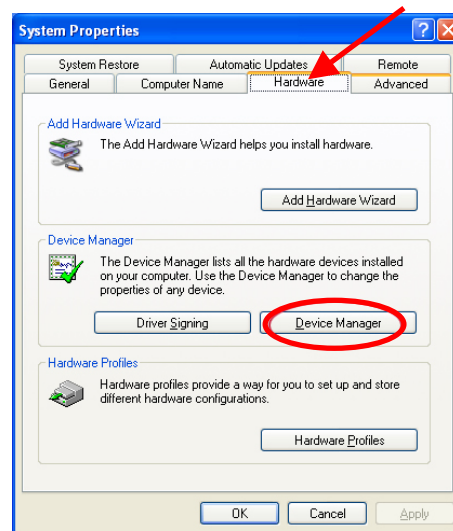 System Properties
System Restore Automatic Updates Remote
General Computer Name Hardware Advanced
Add Hardware Wizard
The Add Hardware Wizard helps you install hardware.
Add Hardware Wizard
Device Manager
The Device Manager lists all the hardware devices installed
on your computer. Use the Device Manager to change the
properties of any device.
Driver Signing Device Manager
Hardware Profiles
Hardware profiles provide a way for you to set up and store
different hardware configurations.
Hardware Profiles
OK Cancel Apply